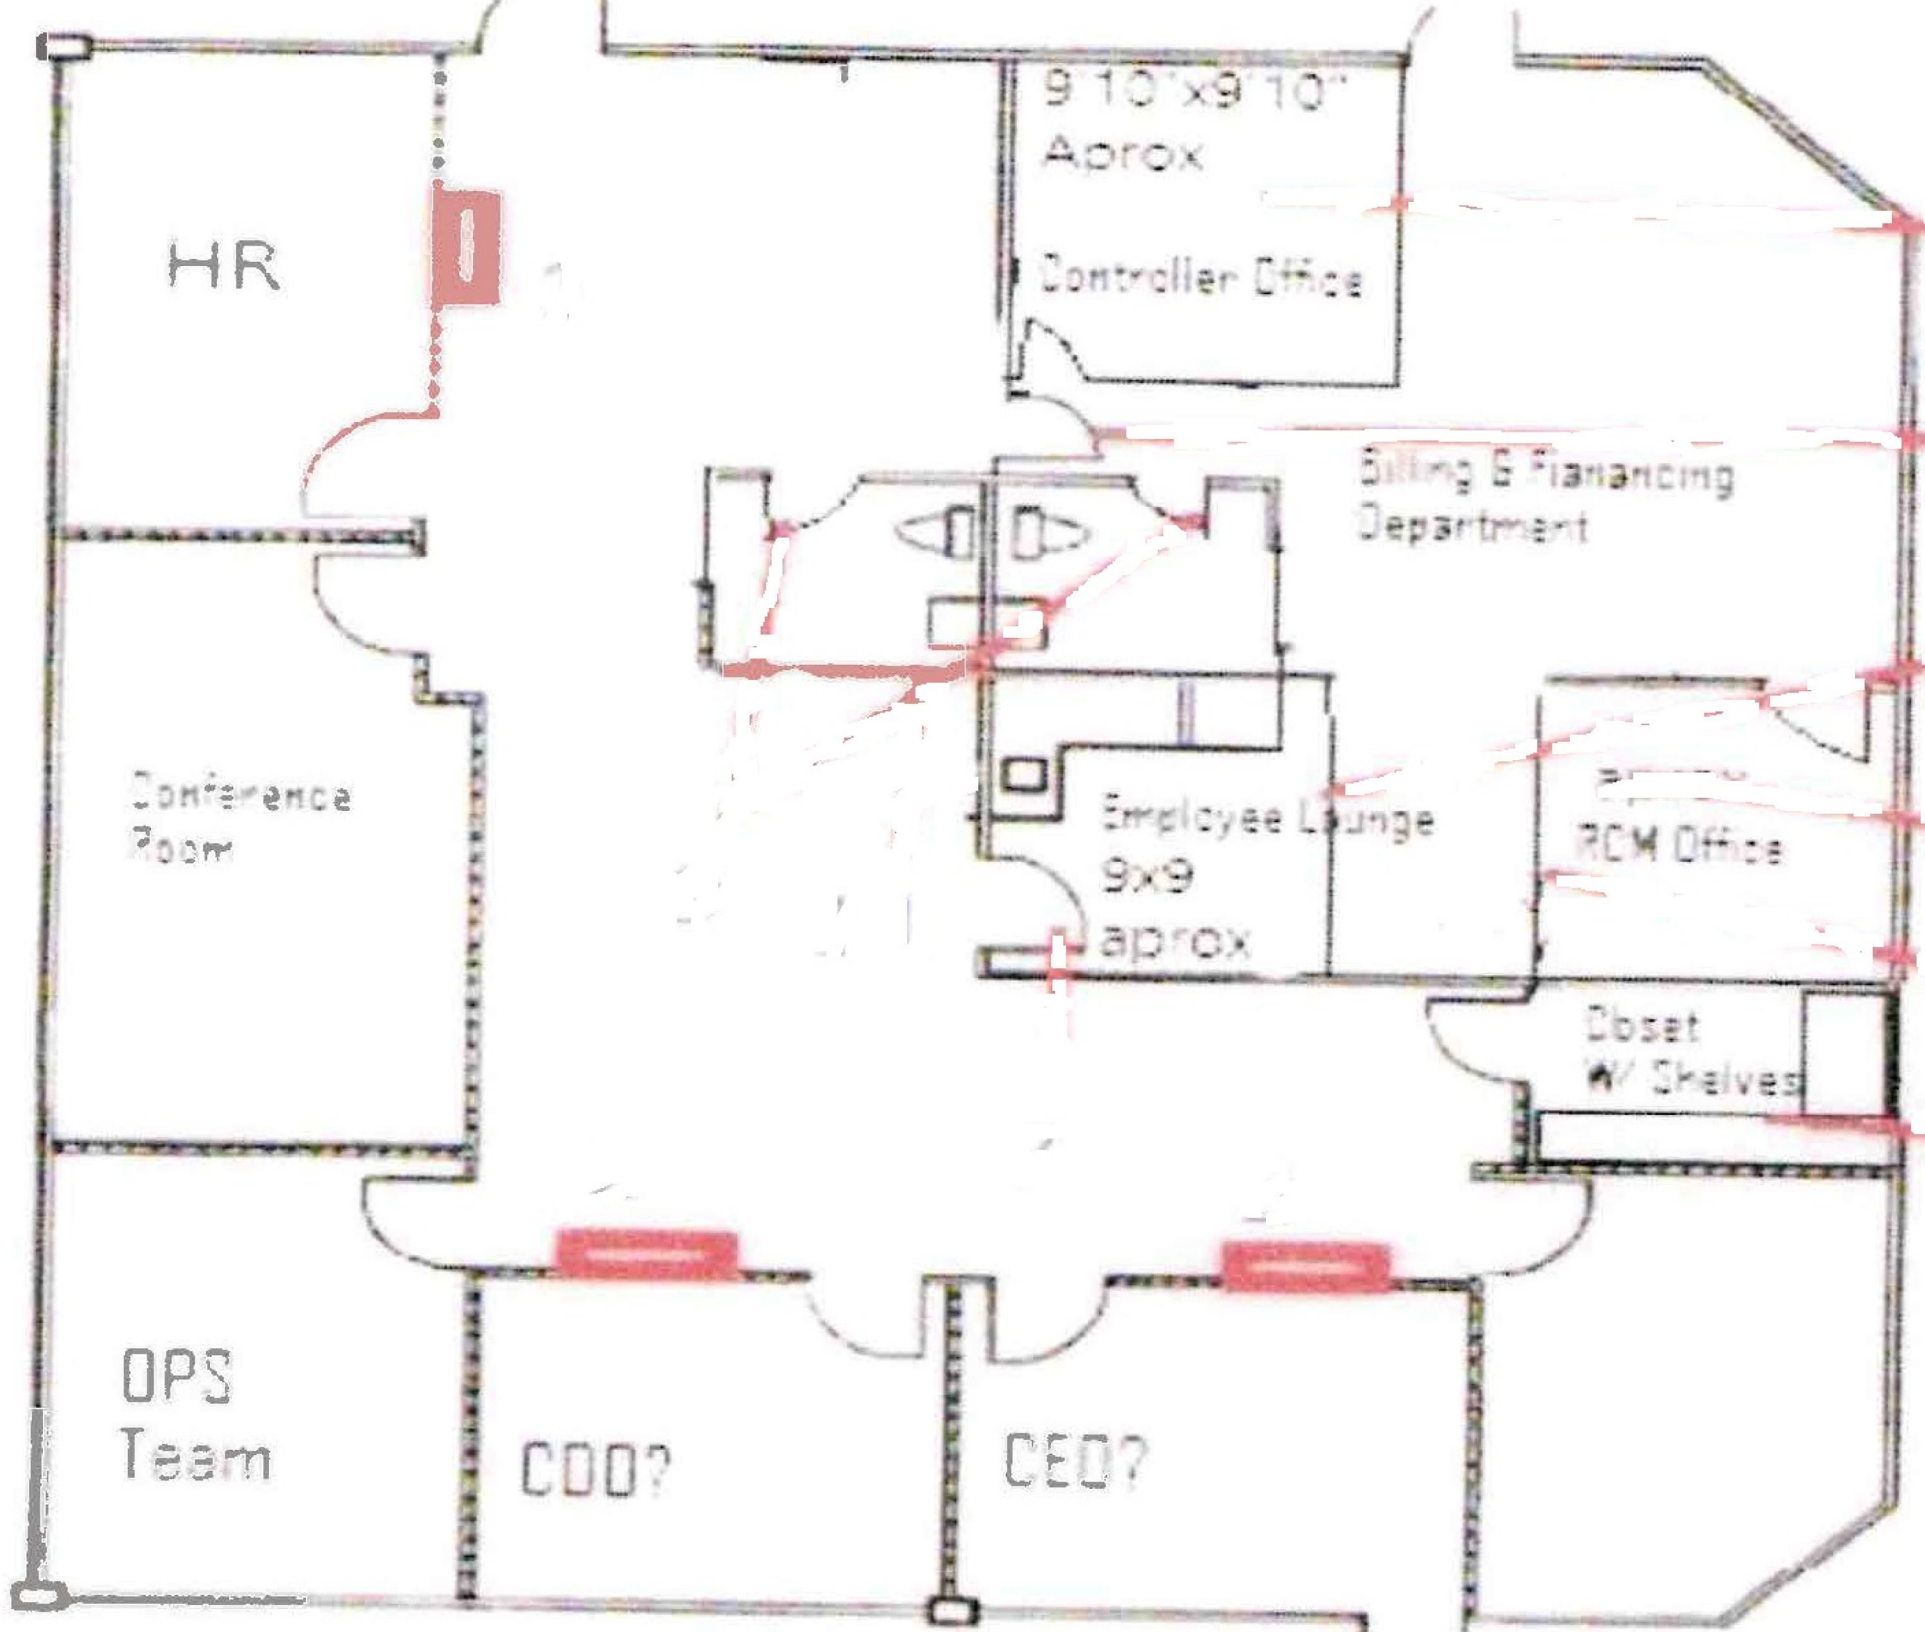 9'10"x9'10"
Aprox
HR
Controller Office
Billing & Fianancing
Department
Conference
Room
Employee Lounge
9x9
aprox
RCM Office
Closet
W/ Shelves
OPS
Team
COO?
CEO?